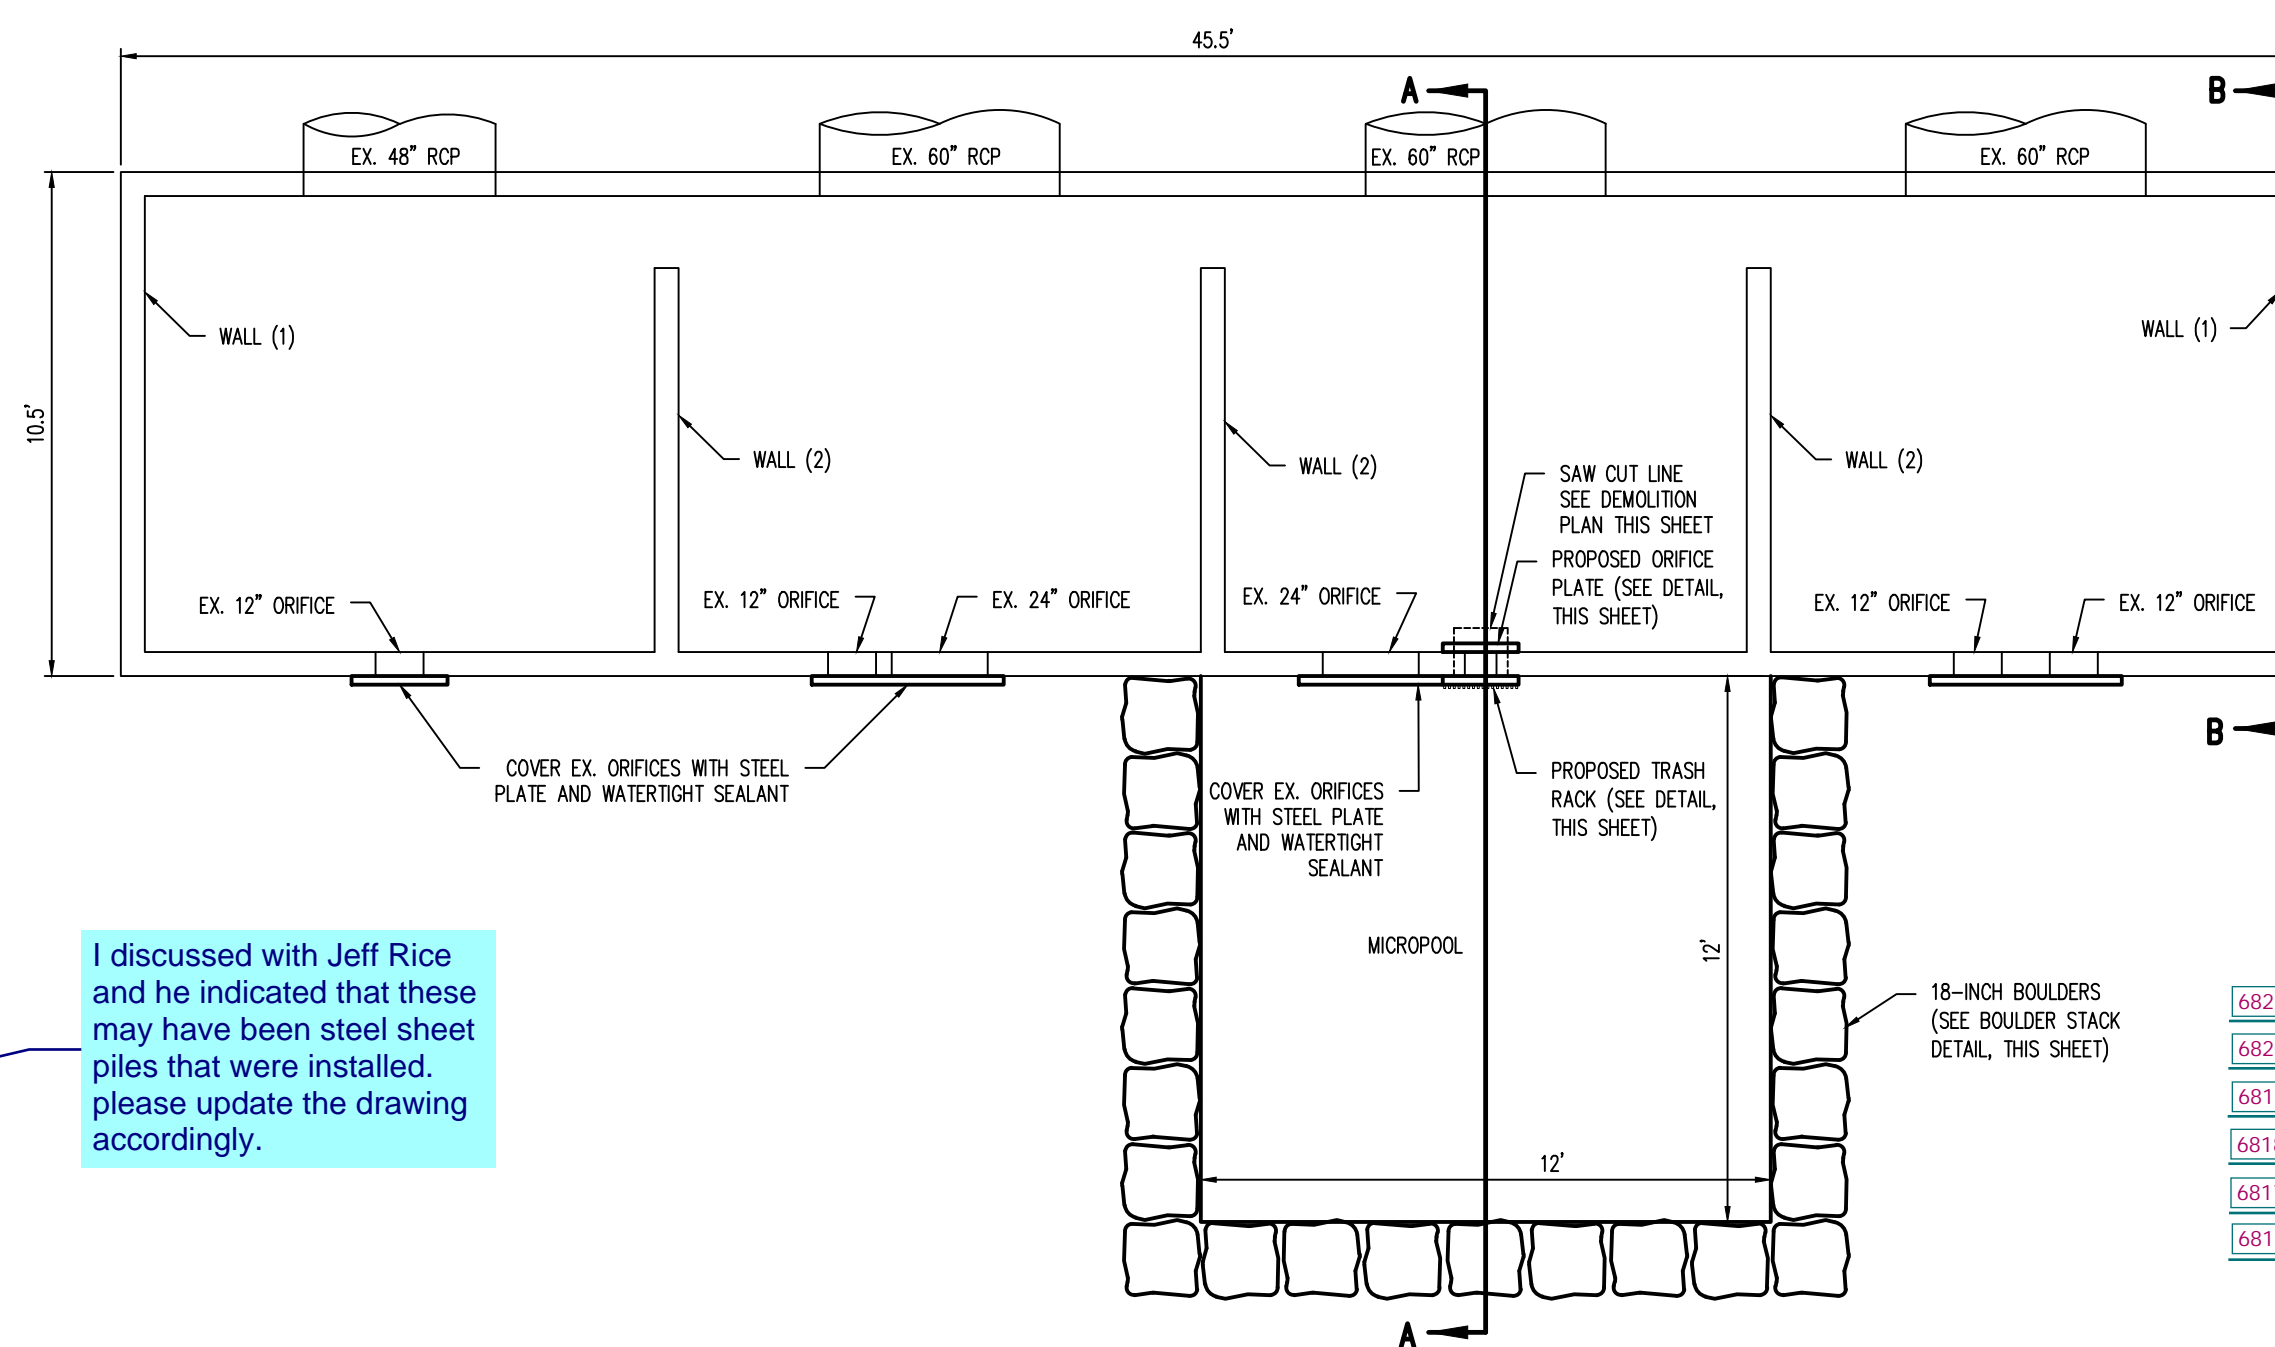 45.5'
A
B
EX. 48" RCP
EX. 60" RCP
EX. 60" RCP
EX. 60" RCP
WALL (1)
WALL (1)
10.5'
WALL (2)
WALL (2)
WALL (2)
SAW CUT LINE
SEE DEMOLITION
PLAN THIS SHEET
PROPOSED ORIFICE
PLATE (SEE DETAIL,
THIS SHEET)
EX. 12" ORIFICE
EX. 12" ORIFICE
EX. 24" ORIFICE
EX. 24" ORIFICE
EX. 12" ORIFICE
EX. 12" ORIFICE
B
COVER EX. ORIFICES WITH STEEL
PLATE AND WATERTIGHT SEALANT
COVER EX. ORIFICES
WITH STEEL PLATE
AND WATERTIGHT
SEALANT
PROPOSED TRASH
RACK (SEE DETAIL,
THIS SHEET)
MICROPOOL
12'
12'
18-INCH BOULDERS
(SEE BOULDER STACK
DETAIL, THIS SHEET)
I discussed with Jeff Rice
and he indicated that these
may have been steel sheet
piles that were installed.
please update the drawing
accordingly.
682
682
681
6818
681
681
A